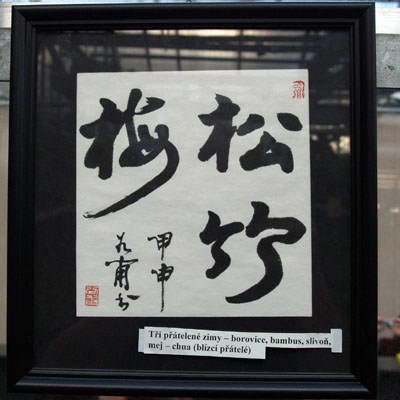 松竹
梅
甲申
Tři přátelené zimy – borovice, bambus, slivoň,
mej – chua (blízcí přátelé)